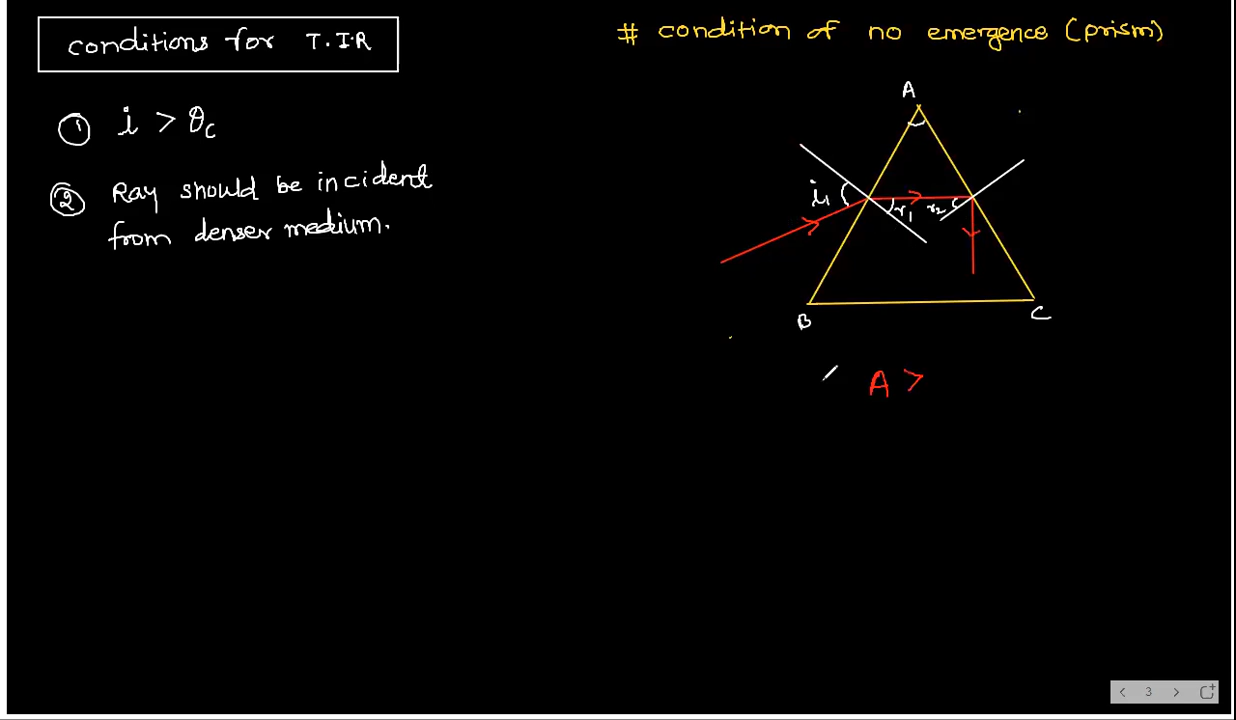 conditions for T.I.R
① i > θc
② Ray should be incident
from denser medium.
# condition of no emergence (prism)
A
i₁
r₁
r₂
B
C
A >
3